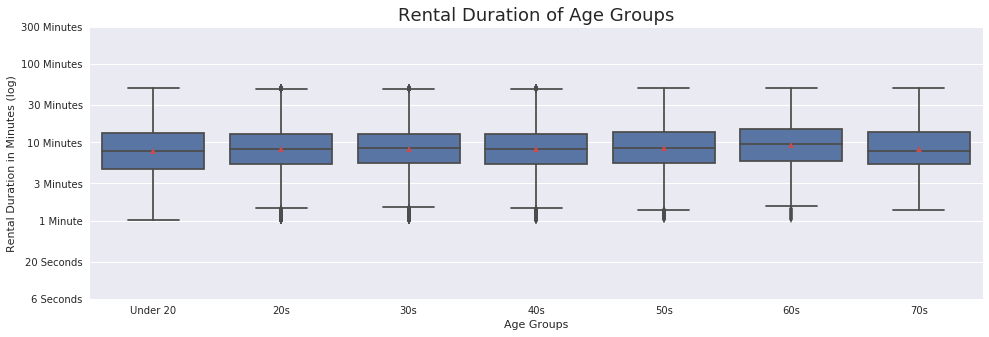 Rental Duration of Age Groups
300 Minutes
100 Minutes
30 Minutes
10 Minutes
3 Minutes
1 Minute
20 Seconds
6 Seconds
Rental Duration in Minutes (log)
Under 20
20s
30s
40s
50s
60s
70s
Age Groups